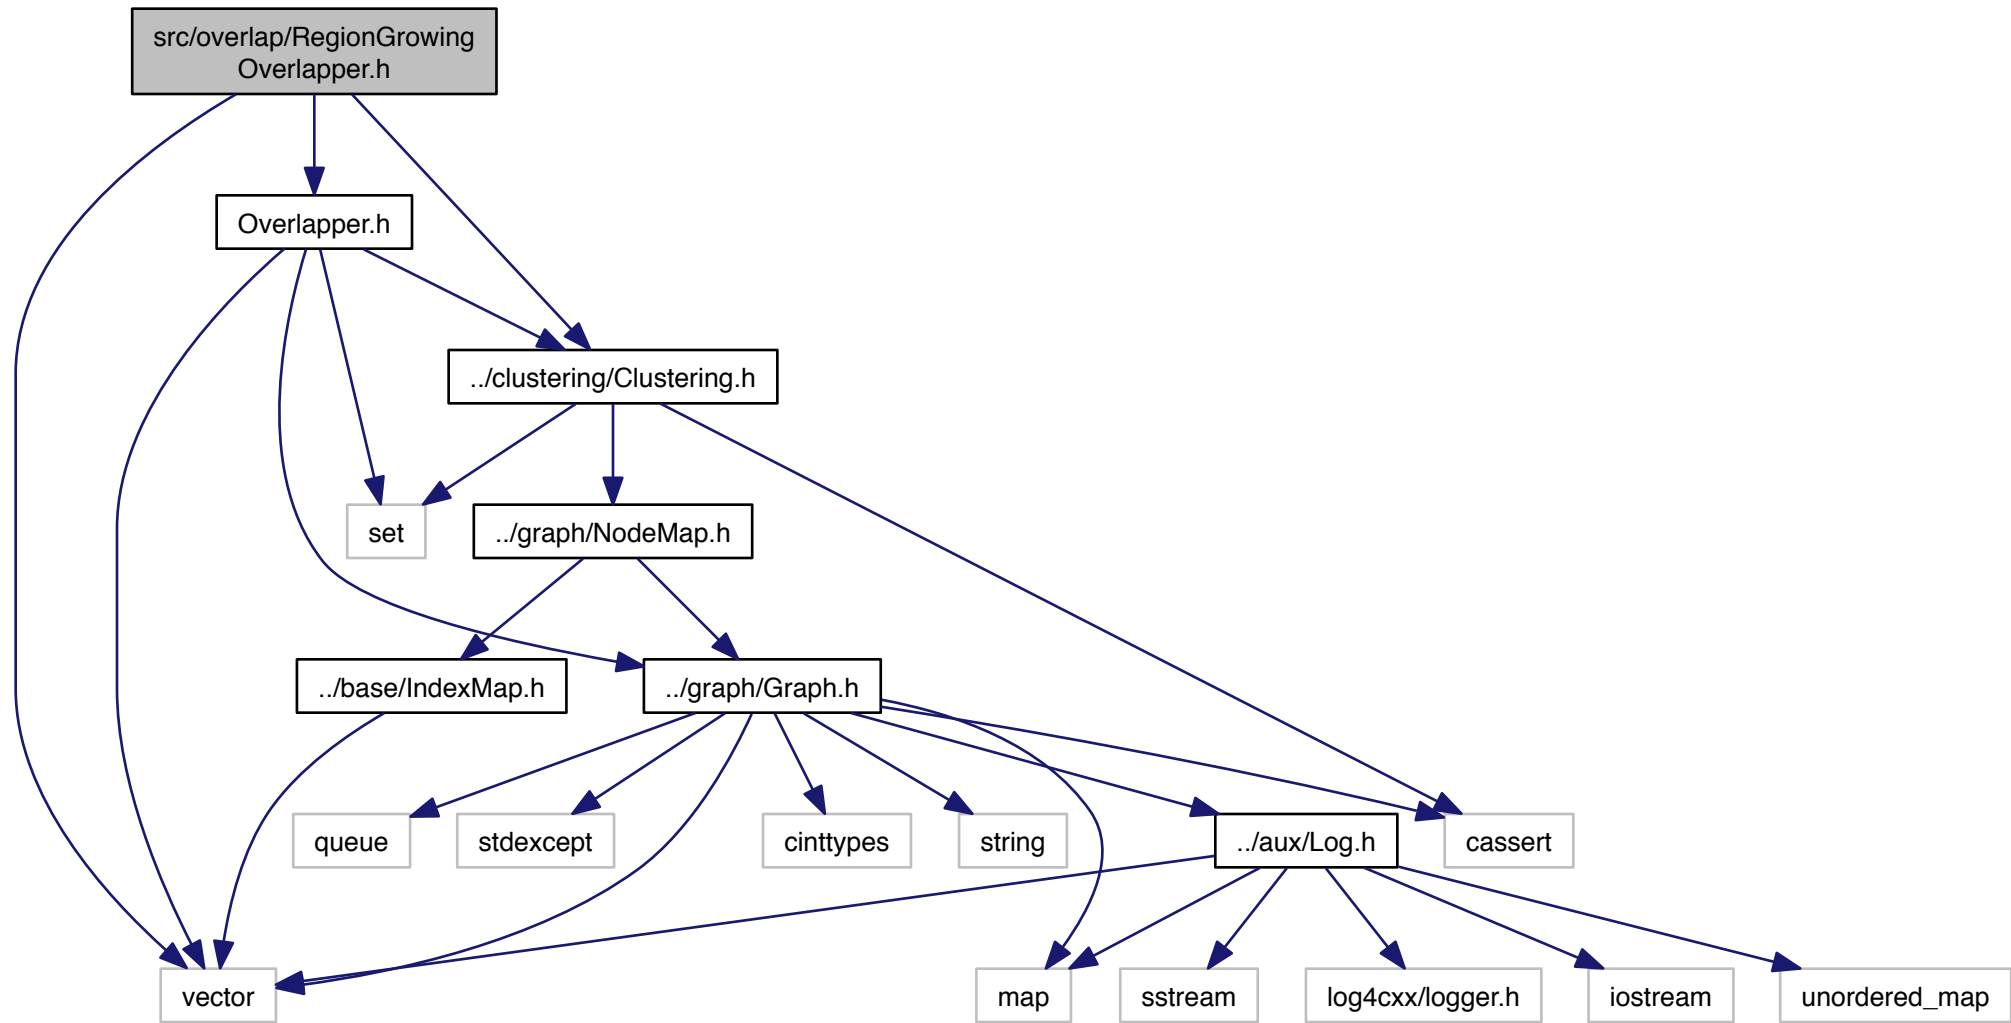 src/overlap/RegionGrowing
Overlapper.h
Overlapper.h
../clustering/Clustering.h
set
../graph/NodeMap.h
../base/IndexMap.h
../graph/Graph.h
queue
stdexcept
cinttypes
string
../aux/Log.h
cassert
vector
map
sstream
log4cxx/logger.h
iostream
unordered_map